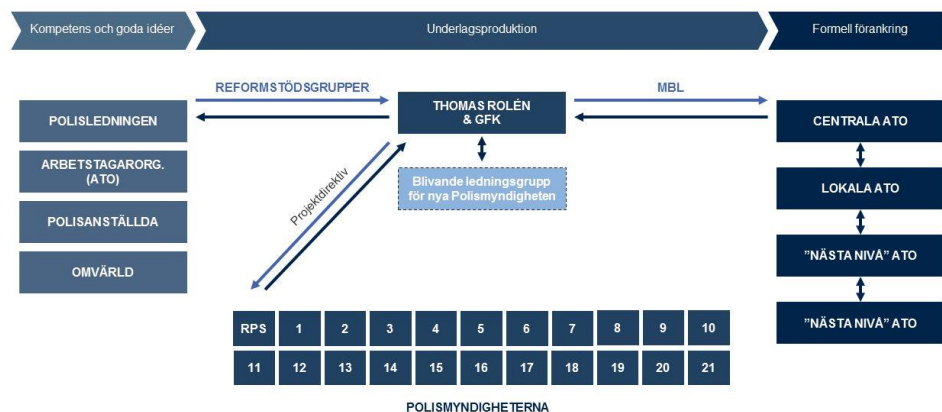 Kompetens och goda idéer
Underlagsproduktion
Formell förankring
REFORMSTÖDSGRUPPER
MBL
POLISLEDNINGEN
ARBETSTAGARORG.
(ATO)
POLISANSTÄLLDA
OMVÄRLD
THOMAS ROLÉN
& GFK
Blivande ledningsgrupp
för nya Polismyndigheten
Projektdirektiv
CENTRALA ATO
LOKALA ATO
”NÄSTA NIVÅ” ATO
”NÄSTA NIVÅ” ATO
RPS 1 2 3 4 5 6 7 8 9 10
11 12 13 14 15 16 17 18 19 20 21
POLISMYNDIGHETERNA